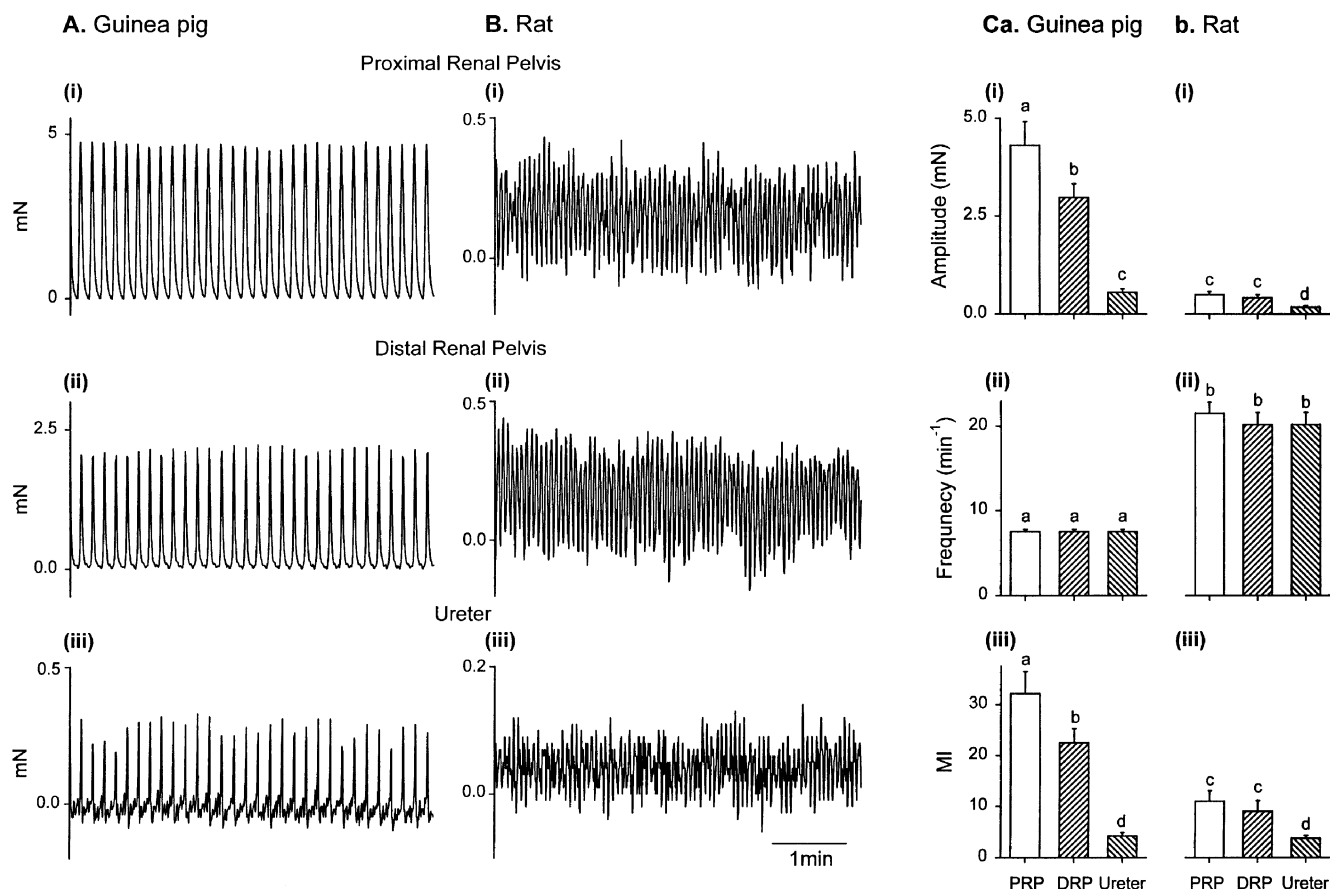 A. Guinea pig
B. Rat
Ca. Guinea pig
b. Rat
Proximal Renal Pelvis
(i)
5
0
mN
(i)
0.5
0.0
(i)
a
b
c
5.0
2.5
0.0
Amplitude (mN)
(i)
c
c
d
Distal Renal Pelvis
(ii)
2.5
0.0
mN
(ii)
0.5
0.0
(ii)
20
10
0
a
a
a
Frequnecy (min-1)
(ii)
b
b
b
Ureter
(iii)
0.5
0.0
mN
(iii)
0.2
0.0
1min
(iii)
a
b
d
30
20
10
0
MI
PRP DRP Ureter
(iii)
c
c
d
PRP DRP Ureter